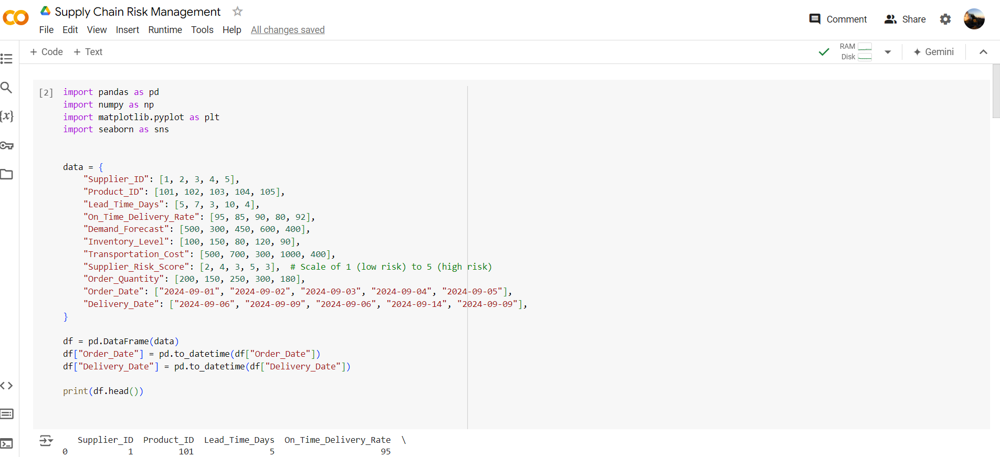 Supply Chain Risk Management
File Edit View Insert Runtime Tools Help All changes saved
Comment Share
+ Code + Text
RAM
Disk
Gemini
[2] import pandas as pd
import numpy as np
import matplotlib.pyplot as plt
import seaborn as sns
data = {
"Supplier_ID": [1, 2, 3, 4, 5],
"Product_ID": [101, 102, 103, 104, 105],
"Lead_Time_Days": [5, 7, 3, 10, 4],
"On_Time_Delivery_Rate": [95, 85, 90, 80, 92],
"Demand_Forecast": [500, 300, 450, 600, 400],
"Inventory_Level": [100, 150, 80, 120, 90],
"Transportation_Cost": [500, 700, 300, 1000, 400],
"Supplier_Risk_Score": [2, 4, 3, 5, 3],  # Scale of 1 (low risk) to 5 (high risk)
"Order_Quantity": [200, 150, 250, 300, 180],
"Order_Date": ["2024-09-01", "2024-09-02", "2024-09-03", "2024-09-04", "2024-09-05"],
"Delivery_Date": ["2024-09-06", "2024-09-09", "2024-09-06", "2024-09-14", "2024-09-09"],
}
df = pd.DataFrame(data)
df["Order_Date"] = pd.to_datetime(df["Order_Date"])
df["Delivery_Date"] = pd.to_datetime(df["Delivery_Date"])
print(df.head())
Supplier_ID Product_ID Lead_Time_Days On_Time_Delivery_Rate \
0 1 101 5 95